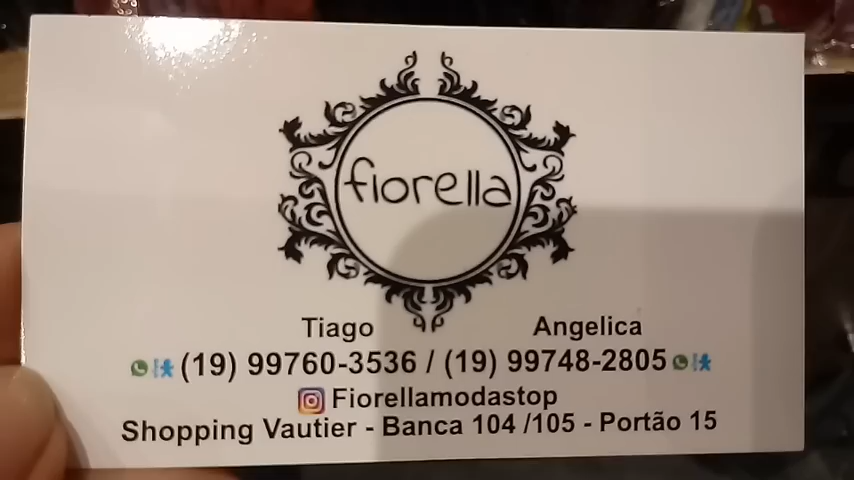 fiorella
Tiago Angelica
(19) 99760-3536 / (19) 99748-2805
Fiorellamodastop
Shopping Vautier - Banca 104 /105 - Portão 15